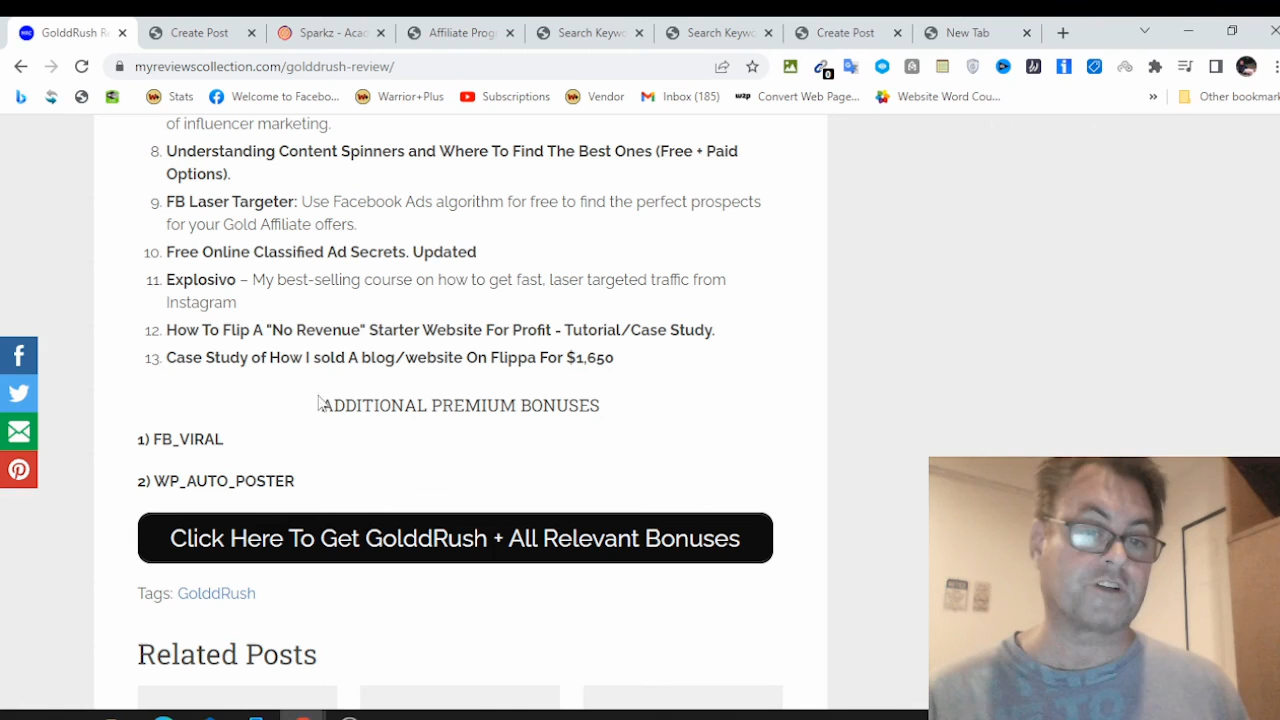 GolddRush Re
Create Post
Sparkz - Acad
Affiliate Prog
Search Keywo
Search Keywo
Create Post
New Tab
myreviewscollection.com/golddrush-review/
0
Stats
Welcome to Facebo...
Warrior+Plus
Subscriptions
Vendor
Inbox (185)
W2P Convert Web Page...
Website Word Cou...
»
Other bookmark
of influencer marketing.
8. Understanding Content Spinners and Where To Find The Best Ones (Free + Paid
Options).
9. FB Laser Targeter: Use Facebook Ads algorithm for free to find the perfect prospects
for your Gold Affiliate offers.
10. Free Online Classified Ad Secrets. Updated
11. Explosivo – My best-selling course on how to get fast, laser targeted traffic from
Instagram
12. How To Flip A "No Revenue" Starter Website For Profit - Tutorial/Case Study.
13. Case Study of How I sold A blog/website On Flippa For $1,650
ADDITIONAL PREMIUM BONUSES
1) FB_VIRAL
2) WP_AUTO_POSTER
Click Here To Get GolddRush + All Relevant Bonuses
Tags: GolddRush
Related Posts